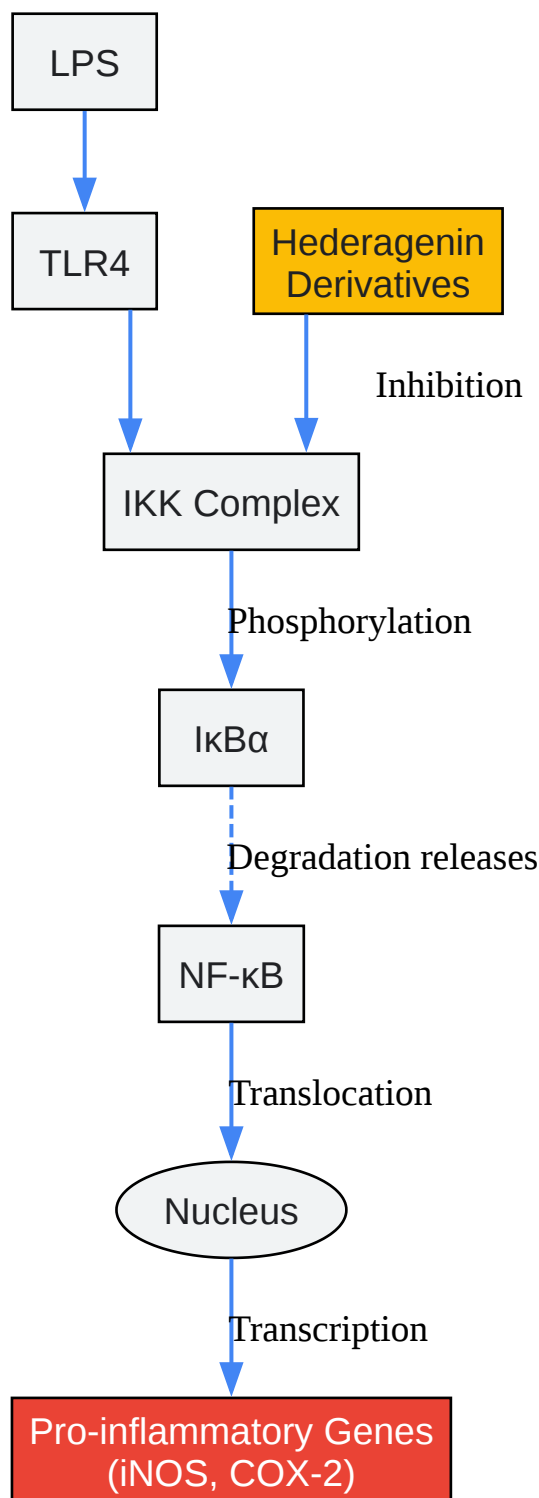 LPS
TLR4
Hederagenin
Derivatives
Inhibition
IKK Complex
Phosphorylation
IκBα
Degradation releases
NF-κB
Translocation
Nucleus
Transcription
Pro-inflammatory Genes
(iNOS, COX-2)